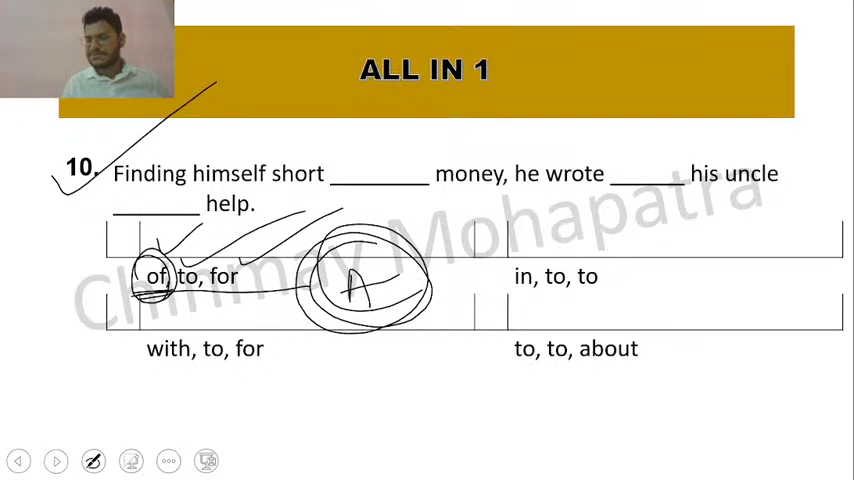 ALL IN 1
10. Finding himself short ________ money, he wrote ______ his uncle
_______ help.
Chinmay Mohapatra
A
of, to, for
in, to, to
with, to, for
to, to, about